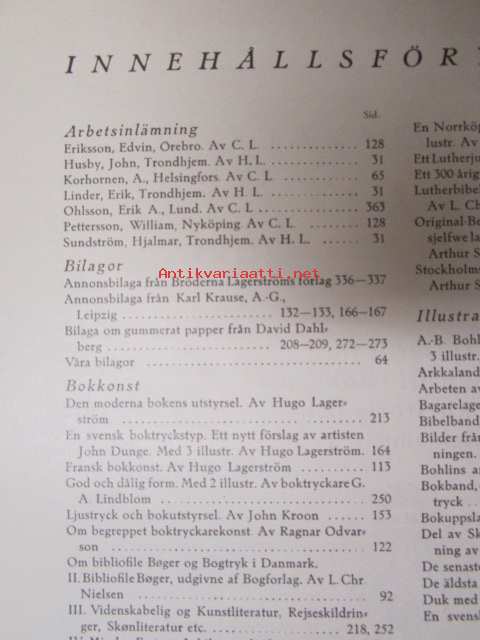 INNEHÅLLSFÖR
Sid.
Arbetsinlämning
Eriksson, Edvin, Örebro. Av C. L. 128
Husby, John, Trondhjem. Av H. L. 31
Korhornen, A., Helsingfors. Av C. L. 65
Linder, Erik, Trondhjem. Av H. L. 31
Ohlsson, Erik A., Lund. Av C. L. 363
Pettersson, William, Nyköping. Av C. L. 128
Sundström, Hjalmar, Trondhjem. Av H. L. 31
Bilagor
Antikvariaatti.net
Annonsbilaga från Bröderna Lagerströms förlag 336–337
Annonsbilaga från Karl Krause, A.-G.,
Leipzig 132–133, 166–167
Bilaga om gummerat papper från David Dahl-
berg 208–209, 272–273
Våra bilagor 64
Bokkonst
Den moderna bokens utstyrsel. Av Hugo Lager-
ström 213
En svensk boktryckstyp. Ett nytt förslag av artisten
John Dunge. Med 3 illustr. Av Hugo Lagerström. 164
Fransk bokkonst. Av Hugo Lagerström 113
God och dålig form. Med 2 illustr. Av boktryckare G.
A. Lindblom 250
Ljustryck och bokutstyrsel. Av John Kroon 153
Om begreppet boktryckarekonst. Av Ragnar Odvar-
son 122
Om bibliofile Bøger og Bogtryk i Danmark.
II. Bibliofile Bøger, udgivne af Bogforlag. Av L. Chr.
Nielsen 92
III. Videnskabelig og Kunstliteratur, Rejseskildrin-
ger, Skønliteratur etc. 218, 252
En Norrköp
lustr. Av
Ett Lutherju
Ett 300 årig
Lutherbibel
Av L. Ch
Original-Be
sjelfwe la
Arthur S
Stockholms
Arthur S
Illustra
A.-B. Bohl
3 illustr.
Arkkaland
Arbeten av
Bagarelage
Bibelband
Bilder från
ningen.
Bohlins ar
Bokband,
tryck
Bokuppsla
Del av Sk
ning av
De senaste
De äldsta
Duk med
En svensk